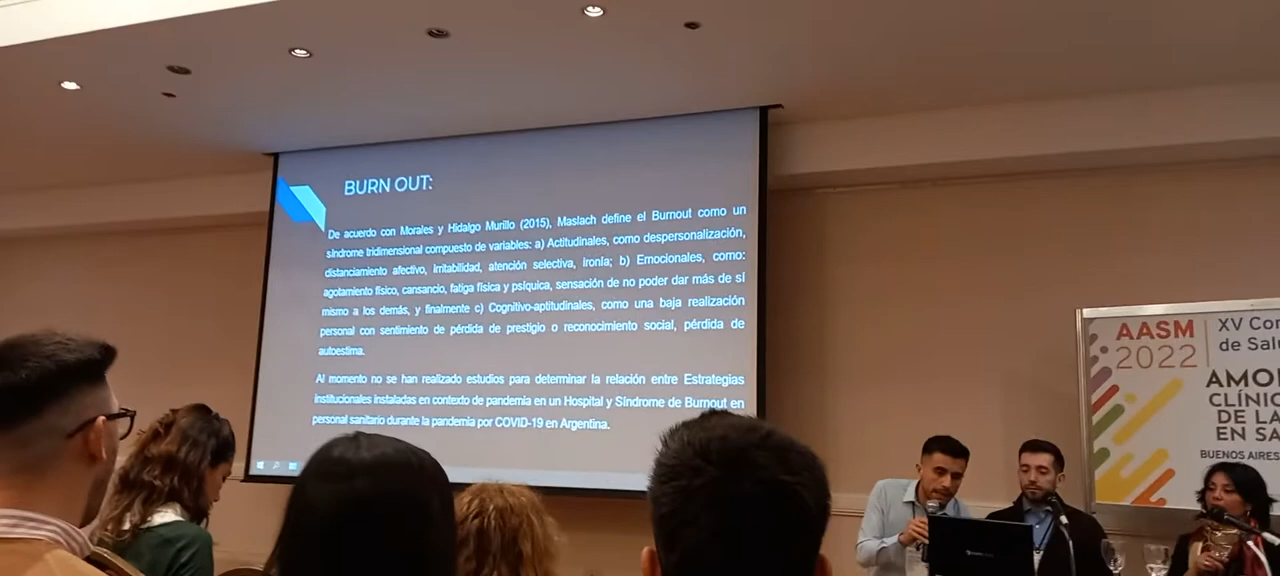 BURN OUT:
De acuerdo con Morales y Hidalgo Murillo (2015), Maslach define el Burnout como un
síndrome tridimensional compuesto de variables: a) Actitudinales, como despersonalización,
distanciamiento afectivo, irritabilidad, atención selectiva, ironía; b) Emocionales, como:
agotamiento físico, cansancio, fatiga física y psíquica, sensación de no poder dar más de sí
mismo a los demás, y finalmente c) Cognitivo-aptitudinales, como una baja realización
personal con sentimiento de pérdida de prestigio o reconocimiento social, pérdida de
autoestima.
Al momento no se han realizado estudios para determinar la relación entre Estrategias
institucionales instaladas en contexto de pandemia en un Hospital y Síndrome de Burnout en
personal sanitario durante la pandemia por COVID-19 en Argentina.
AASM
2022
XV Con
de Salu
AMOR
CLÍNIC
DE LA
EN SA
BUENOS AIRES